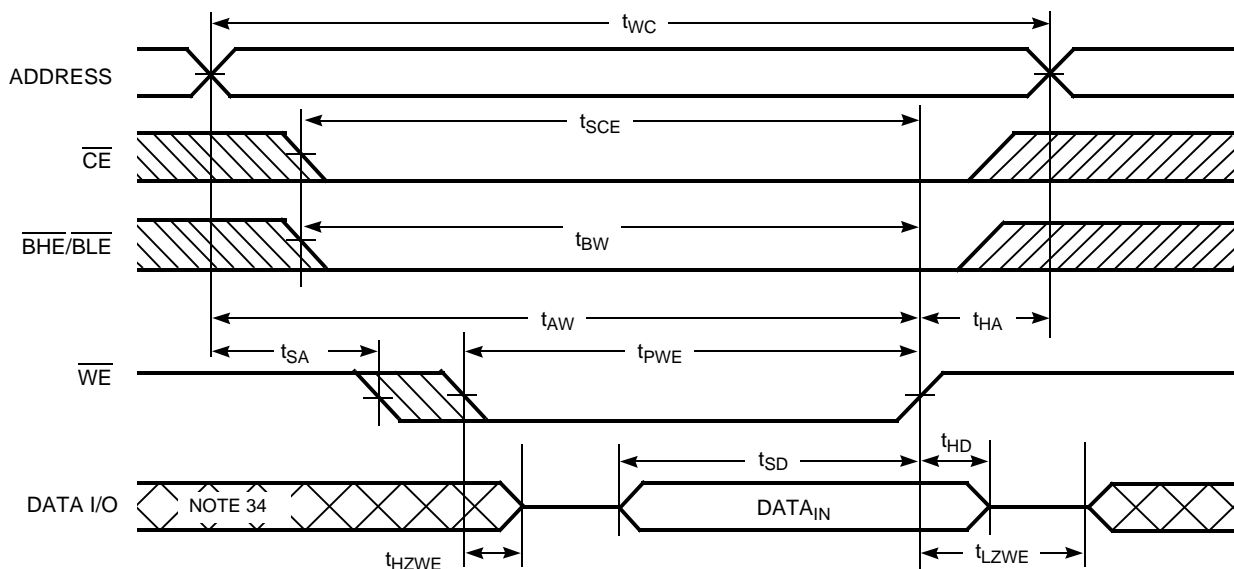 tWC
ADDRESS
tSCE
CE
BHE/BLE
tBW
tAW
tHA
tSA
tPWE
WE
tHD
tSD
DATA I/O
NOTE 34
DATAIN
tHZWE
tLZWE